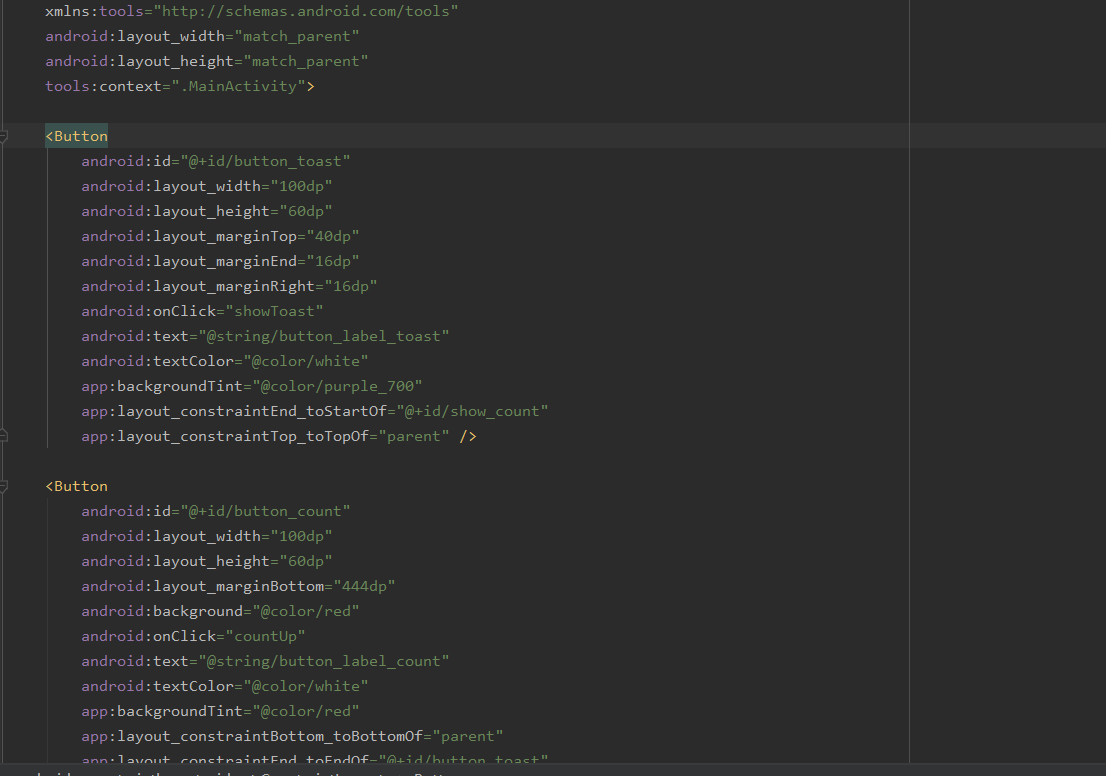 xmlns:tools="http://schemas.android.com/tools"
android:layout_width="match_parent"
android:layout_height="match_parent"
tools:context=".MainActivity">
<Button
android:id="@+id/button_toast"
android:layout_width="100dp"
android:layout_height="60dp"
android:layout_marginTop="40dp"
android:layout_marginEnd="16dp"
android:layout_marginRight="16dp"
android:onClick="showToast"
android:text="@string/button_label_toast"
android:textColor="@color/white"
app:backgroundTint="@color/purple_700"
app:layout_constraintEnd_toStartOf="@+id/show_count"
app:layout_constraintTop_toTopOf="parent" />
<Button
android:id="@+id/button_count"
android:layout_width="100dp"
android:layout_height="60dp"
android:layout_marginBottom="444dp"
android:background="@color/red"
android:onClick="countUp"
android:text="@string/button_label_count"
android:textColor="@color/white"
app:backgroundTint="@color/red"
app:layout_constraintBottom_toBottomOf="parent"
app:layout_constraintEnd_toEndOf="@+id/button_toast"